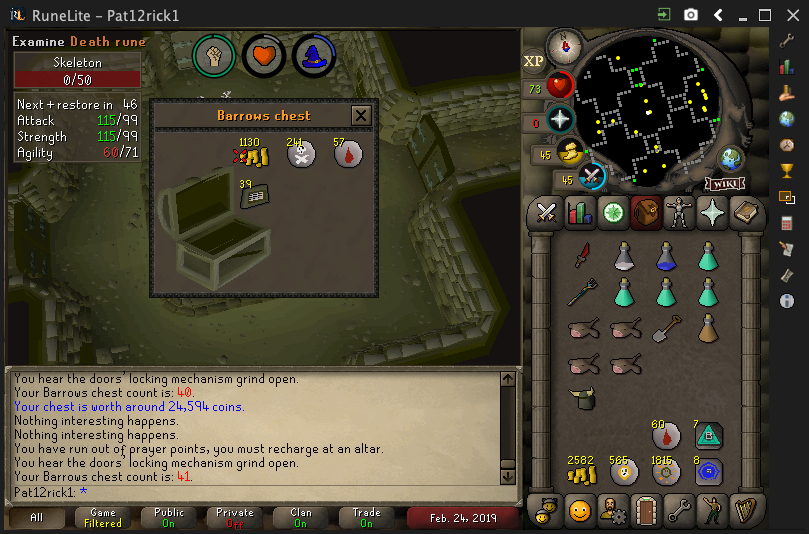 RuneLite - Pat12rick1
Examine Death rune
Skeleton
0/50
Next + restore in 46
Attack 115/99
Strength 115/99
Agility 60/71
Barrows chest
1130 241 57
39
XP
73
0
45
45
WIKI
60 7
2582 565 1815 8
You hear the doors' locking mechanism grind open.
Your Barrows chest count is: 40.
Your chest is worth around 24,594 coins.
Nothing interesting happens.
Nothing interesting happens.
You have run out of prayer points, you must recharge at an altar.
You hear the doors' locking mechanism grind open.
Your Barrows chest count is: 41.
Pat12rick1: *
All
Game Filtered
Public On
Private Off
Clan On
Trade On
Feb. 24, 2019